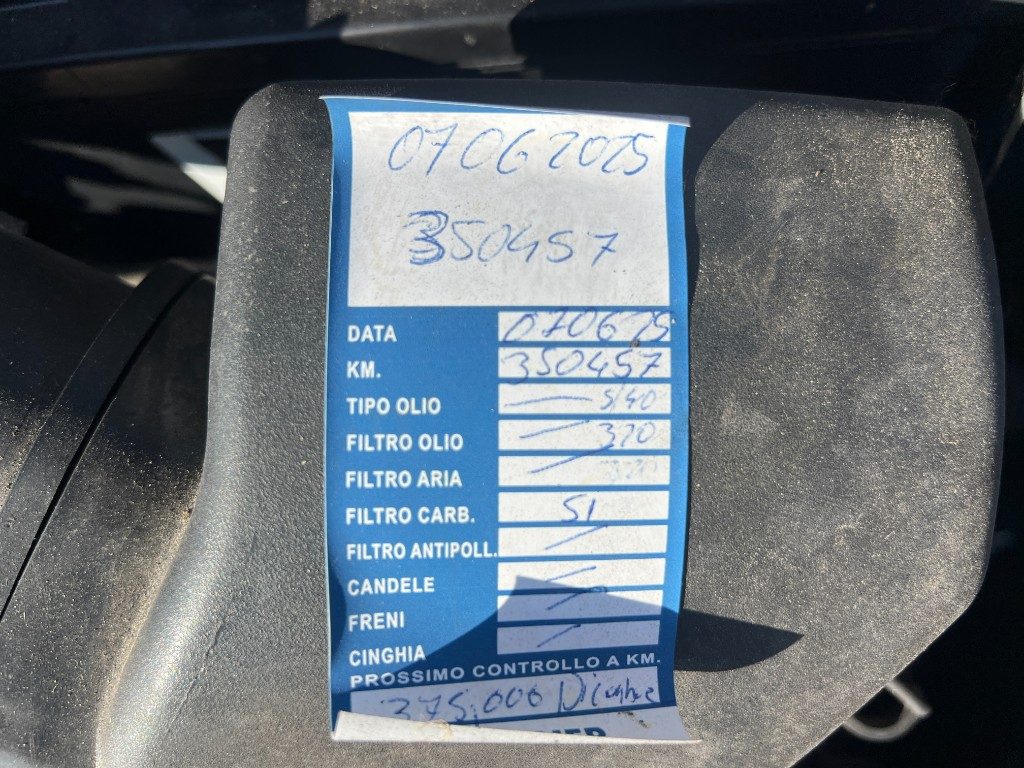 07 06 2025
350457
DATA 070625
KM. 350457
TIPO OLIO 5/40
FILTRO OLIO 320
FILTRO ARIA
FILTRO CARB. SI
FILTRO ANTIPOLL.
CANDELE
FRENI
CINGHIA
PROSSIMO CONTROLLO A KM.
375,000